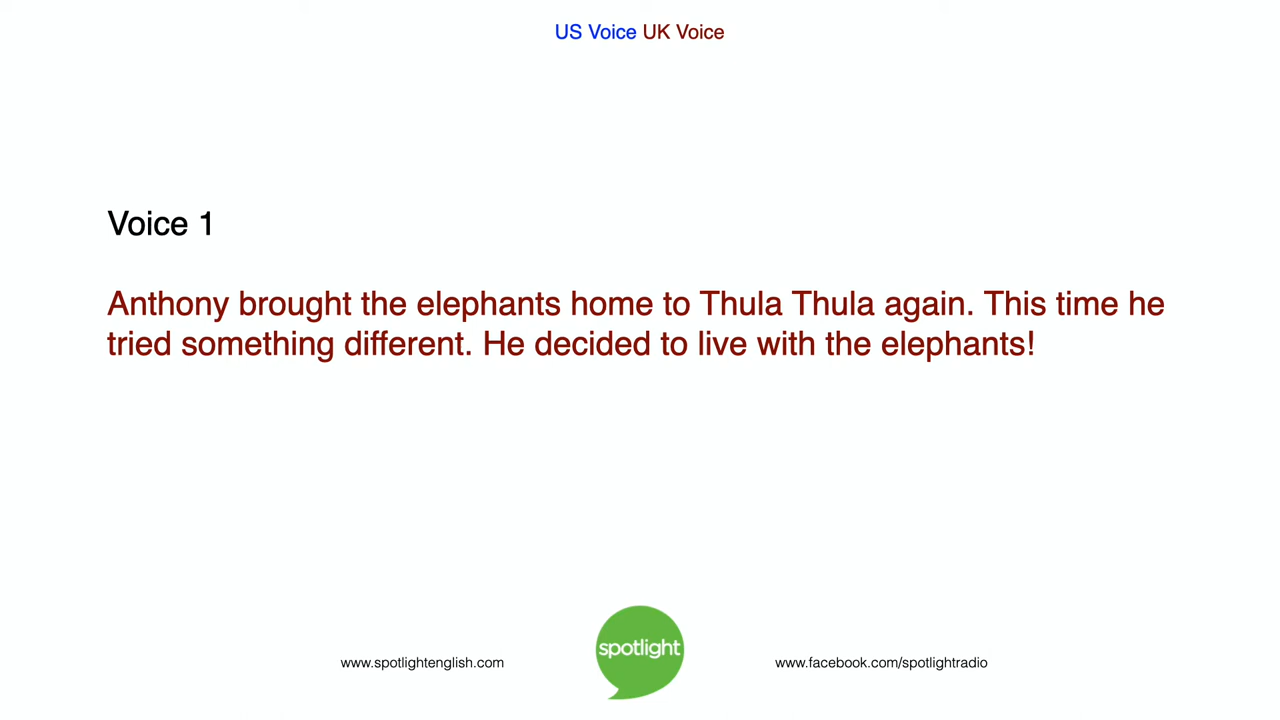 US Voice UK Voice
Voice 1
Anthony brought the elephants home to Thula Thula again. This time he
tried something different. He decided to live with the elephants!
spotlight
www.spotlightenglish.com
www.facebook.com/spotlightradio